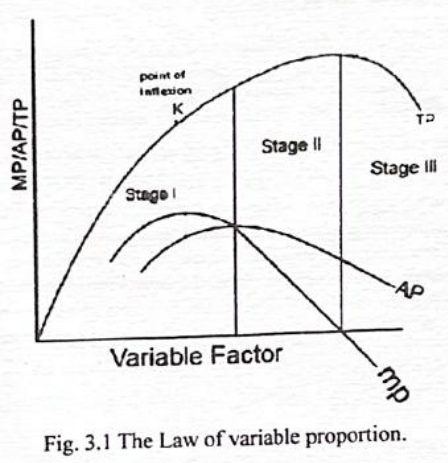 MP/AP/TP
point of
inflexion
K
Stage I
Stage II
Stage III
TP
AP
mp
Variable Factor
Fig. 3.1 The Law of variable proportion.